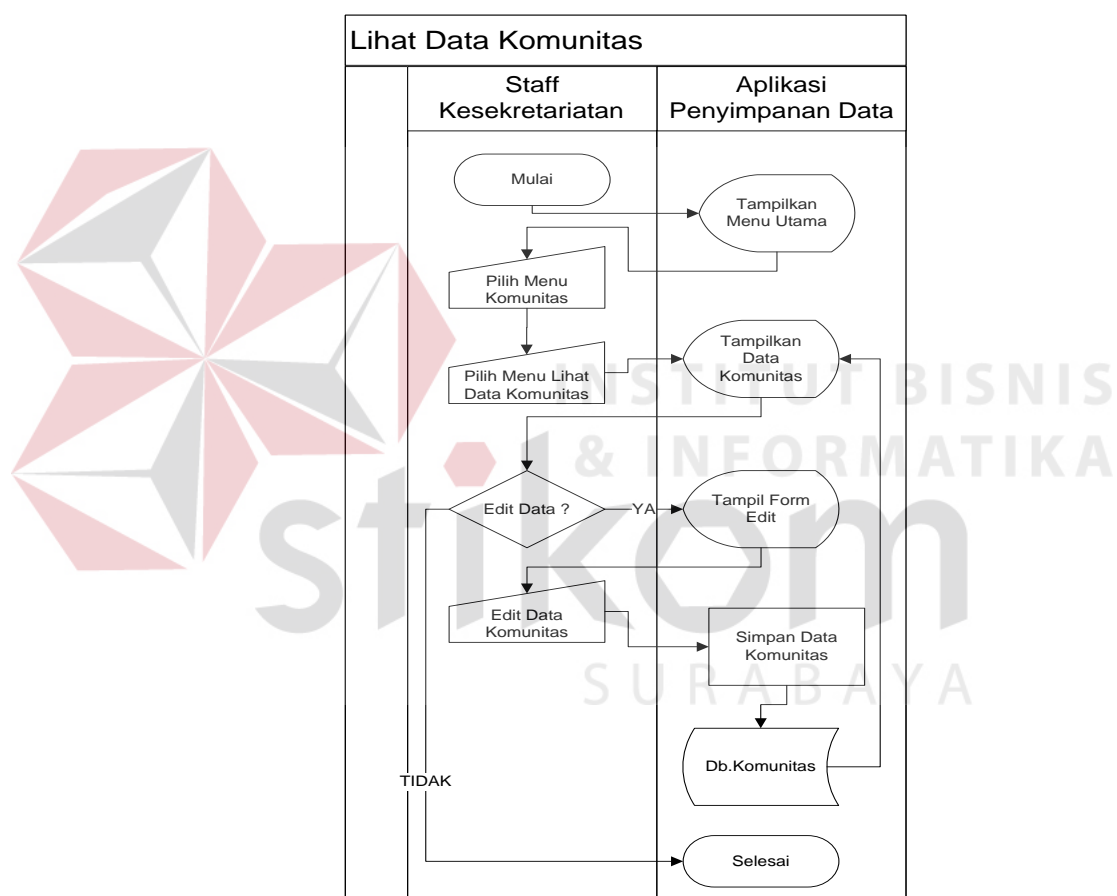 Lihat Data Komunitas
Staff
Kesekretariatan
Aplikasi
Penyimpanan Data
Mulai
Tampilkan
Menu Utama
Pilih Menu
Komunitas
Pilih Menu Lihat
Data Komunitas
Tampilkan
Data
Komunitas
Edit Data ?
YA
Tampil Form
Edit
Edit Data
Komunitas
Simpan Data
Komunitas
Db.Komunitas
TIDAK
Selesai
INSTITUT BISNIS
& INFORMATIKA
stikom
SURABAYA